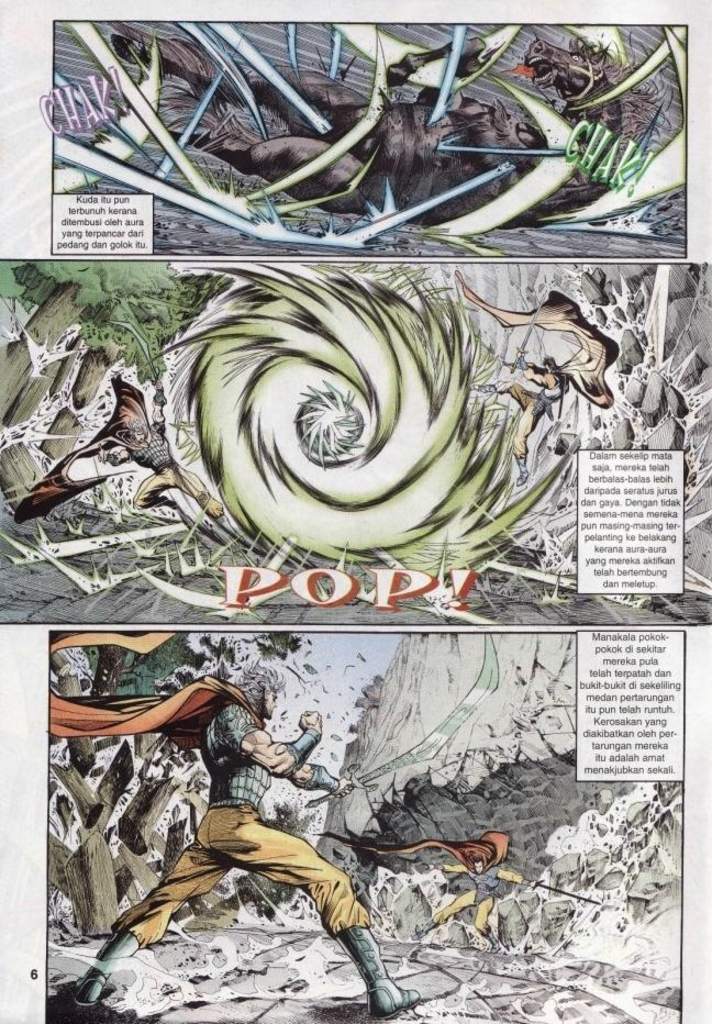 CHAK!
CHAK!
Kuda itu pun
terbunuh kerana
ditembusi oleh aura
yang terpancar dari
pedang dan golok itu.
Dalam sekelip mata
saja, mereka telah
berbalas-balas lebih
daripada seratus jurus
dan gaya. Dengan tidak
semena-mena mereka
pun masing-masing ter-
pelanting ke belakang
kerana aura-aura
yang mereka aktifkan
telah bertembung
dan meletup.
POP!
Manakala pokok-
pokok di sekitar
mereka pula
telah terpatah dan
bukit-bukit di sekeliling
medan pertarungan
itu pun telah runtuh.
Kerosakan yang
diakibatkan oleh per-
tarungan mereka
itu adalah amat
menakjubkan sekali.
6